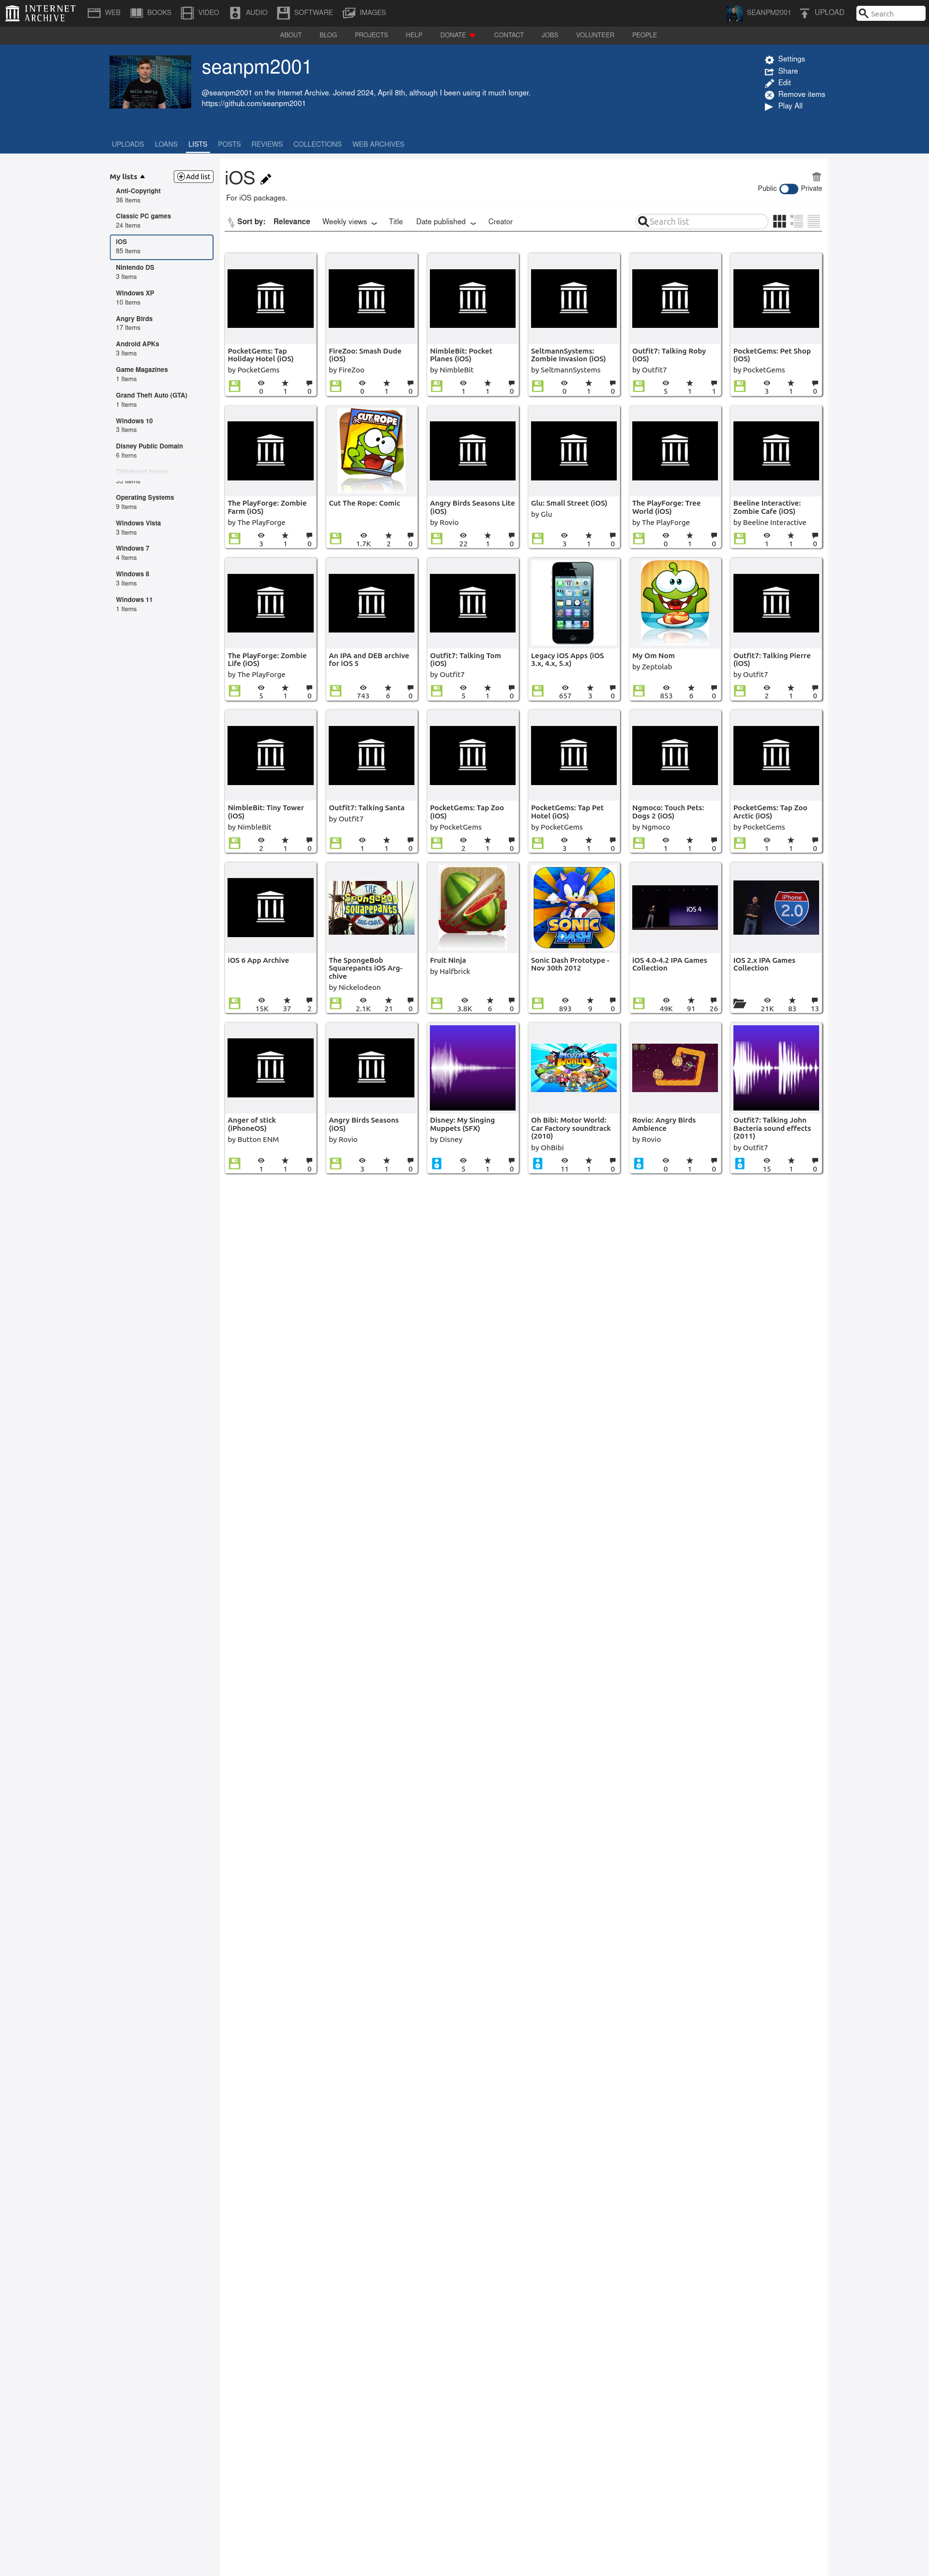 INTERNET ARCHIVE
WEB BOOKS VIDEO AUDIO SOFTWARE IMAGES SEANPM2001 UPLOAD Search
ABOUT BLOG PROJECTS HELP DONATE CONTACT JOBS VOLUNTEER PEOPLE
seanpm2001
@seanpm2001 on the Internet Archive. Joined 2024, April 8th, although I been using it much longer.
https://github.com/seanpm2001
Settings
Share
Edit
Remove items
Play All
UPLOADS LOANS LISTS POSTS REVIEWS COLLECTIONS WEB ARCHIVES
My lists Add list
Anti-Copyright
36 Items
Classic PC games
24 Items
iOS
85 Items
Nintendo DS
3 Items
Windows XP
10 Items
Angry Birds
17 Items
Android APKs
3 Items
Game Magazines
1 Items
Grand Theft Auto (GTA)
1 Items
Windows 10
3 Items
Disney Public Domain
6 Items
Operating Systems
9 Items
Windows Vista
3 Items
Windows 7
4 Items
Windows 8
3 Items
Windows 11
1 Items
iOS
For iOS packages.
Public Private
Sort by: Relevance Weekly views Title Date published Creator Search list
PocketGems: Tap
Holiday Hotel (iOS)
by PocketGems
0 1 0
FireZoo: Smash Dude
(iOS)
by FireZoo
0 1 0
NimbleBit: Pocket
Planes (iOS)
by NimbleBit
1 1 0
SeltmannSystems:
Zombie Invasion (iOS)
by SeltmannSystems
0 1 0
Outfit7: Talking Roby
(iOS)
by Outfit7
5 1 1
PocketGems: Pet Shop
(iOS)
by PocketGems
3 1 0
The PlayForge: Zombie
Farm (iOS)
by The PlayForge
3 1 0
CUT THE ROPE
Cut The Rope: Comic
1.7K 2 0
Angry Birds Seasons Lite
(iOS)
by Rovio
22 1 0
Glu: Small Street (iOS)
by Glu
3 1 0
The PlayForge: Tree
World (iOS)
by The PlayForge
0 1 0
Beeline Interactive:
Zombie Cafe (iOS)
by Beeline Interactive
1 1 0
The PlayForge: Zombie
Life (iOS)
by The PlayForge
5 1 0
An IPA and DEB archive
for iOS 5
743 6 0
Outfit7: Talking Tom
(iOS)
by Outfit7
5 1 0
Legacy iOS Apps (iOS
3.x, 4.x, 5.x)
657 3 0
My Om Nom
by Zeptolab
853 6 0
Outfit7: Talking Pierre
(iOS)
by Outfit7
2 1 0
NimbleBit: Tiny Tower
(iOS)
by NimbleBit
2 1 0
Outfit7: Talking Santa
by Outfit7
1 1 0
PocketGems: Tap Zoo
(iOS)
by PocketGems
2 1 0
PocketGems: Tap Pet
Hotel (iOS)
by PocketGems
3 1 0
Ngmoco: Touch Pets:
Dogs 2 (iOS)
by Ngmoco
1 1 0
PocketGems: Tap Zoo
Arctic (iOS)
by PocketGems
1 1 0
iOS 6 App Archive
15K 37 2
THE
SpongeBob
Squarepants
The SpongeBob
Squarepants iOS Arg-
chive
by Nickelodeon
2.1K 21 0
Fruit Ninja
by Halfbrick
3.8K 6 0
SONIC
DASH
Sonic Dash Prototype -
Nov 30th 2012
893 9 0
iOS 4
iOS 4.0-4.2 IPA Games
Collection
49K 91 26
iPhone
2.0
IOS 2.x IPA Games
Collection
21K 83 13
Anger of stick
(iPhoneOS)
by Button ENM
1 1 0
Angry Birds Seasons
(iOS)
by Rovio
3 1 0
Disney: My Singing
Muppets (SFX)
by Disney
5 1 0
MOTOR
WORLD
Oh Bibi: Motor World:
Car Factory soundtrack
(2010)
by OhBibi
11 1 0
Rovio: Angry Birds
Ambience
by Rovio
0 1 0
Outfit7: Talking John
Bacteria sound effects
(2011)
by Outfit7
15 1 0